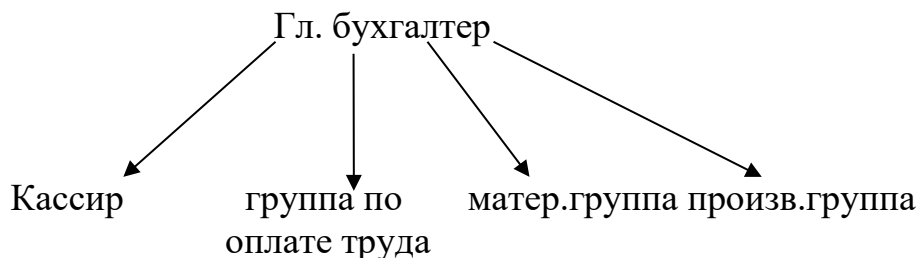 Гл. бухгалтер
Кассир группа по матер.группа произв.группа
оплате труда